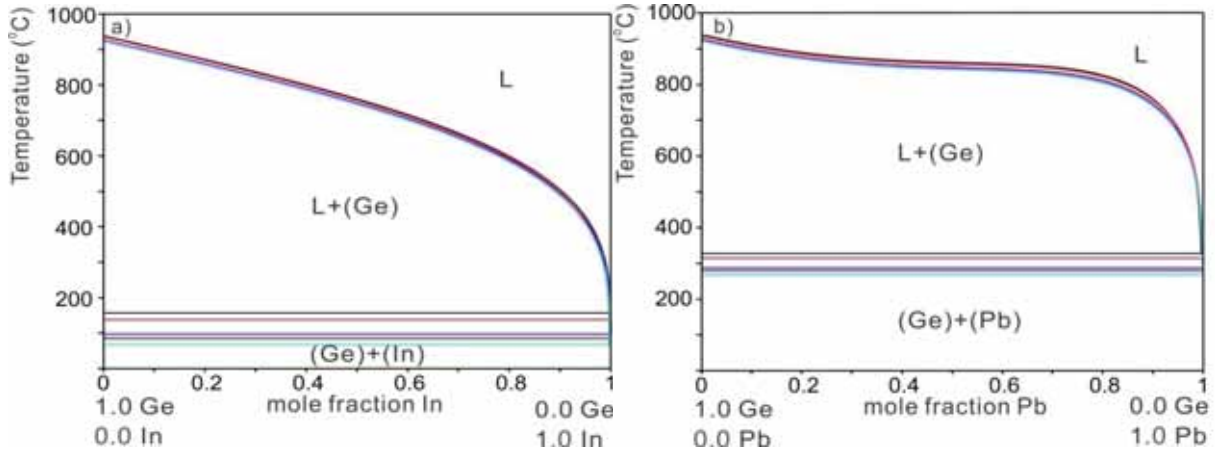 a)
Temperature (°C)
1000
800
600
400
200
L
L+(Ge)
(Ge)+(In)
0 0.2 0.4 0.6 0.8 1
1.0 Ge mole fraction In 0.0 Ge
0.0 In 1.0 In
b)
Temperature (°C)
1000
800
600
400
200
L
L+(Ge)
(Ge)+(Pb)
0 0.2 0.4 0.6 0.8 1
1.0 Ge mole fraction Pb 0.0 Ge
0.0 Pb 1.0 Pb